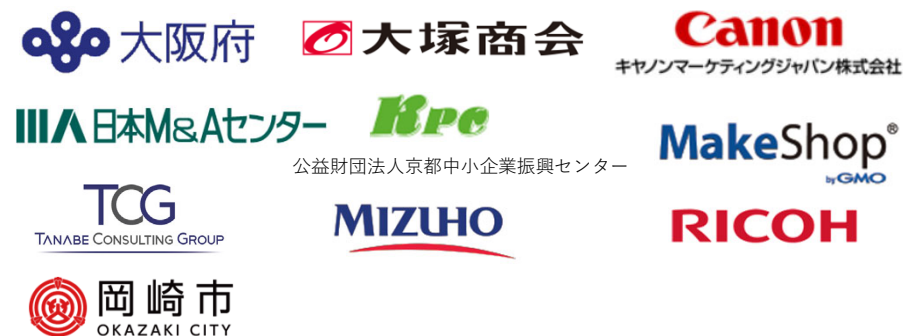 大阪府
大塚商会
Canon
キヤノンマーケティングジャパン株式会社
日本M&Aセンター
KPC
公益財団法人京都中小企業振興センター
MakeShop®
by GMO
TCG
TANABE CONSULTING GROUP
MIZUHO
RICOH
岡崎市
OKAZAKI CITY